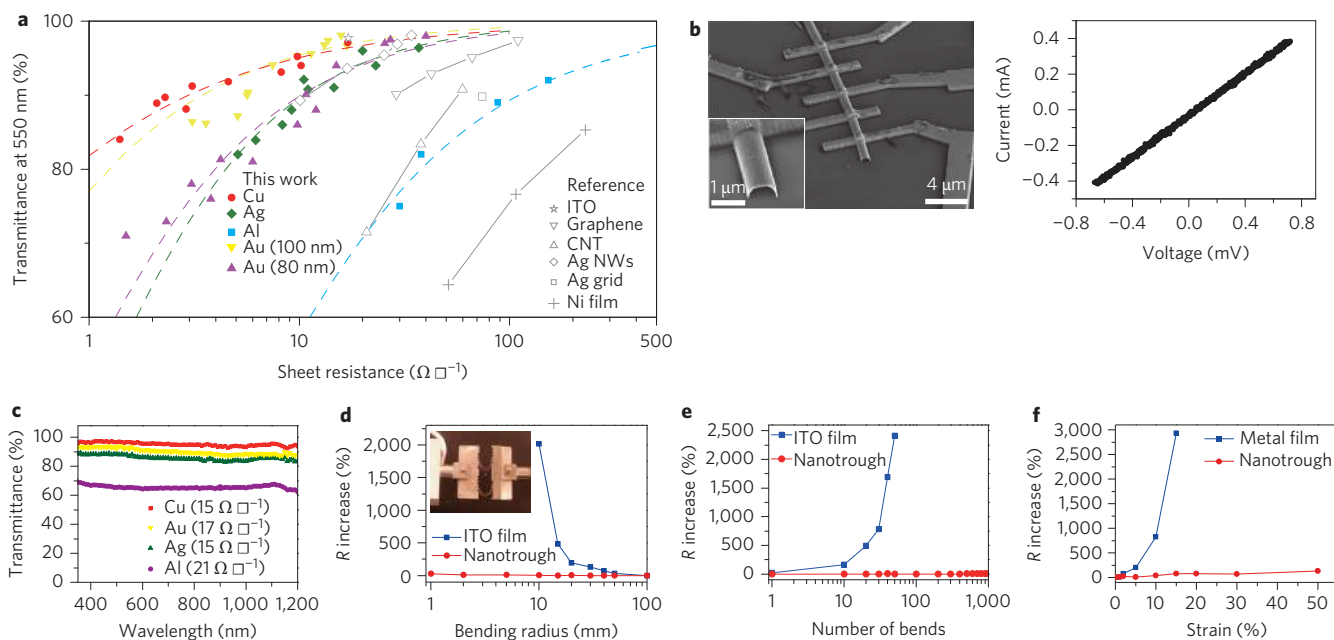 a
Transmittance at 550 nm (%)
100
80
60
1
10
100
500
Sheet resistance (Ω □⁻¹)
This work
Cu
Ag
Al
Au (100 nm)
Au (80 nm)
Reference
ITO
Graphene
CNT
Ag NWs
Ag grid
Ni film
b
1 μm
4 μm
Current (mA)
0.4
0.2
0.0
−0.2
−0.4
−0.8
−0.4
0.0
0.4
0.8
Voltage (mV)
c
Transmittance (%)
100
80
60
40
20
0
400
600
800
1,000
1,200
Wavelength (nm)
Cu (15 Ω □⁻¹)
Au (17 Ω □⁻¹)
Ag (15 Ω □⁻¹)
Al (21 Ω □⁻¹)
d
R increase (%)
2,000
1,500
1,000
500
0
ITO film
Nanotrough
1
10
100
Bending radius (mm)
e
R increase (%)
2,500
2,000
1,500
1,000
500
0
ITO film
Nanotrough
1
10
100
1,000
Number of bends
f
R increase (%)
3,000
2,500
2,000
1,500
1,000
500
0
Metal film
Nanotrough
0
10
20
30
40
50
Strain (%)